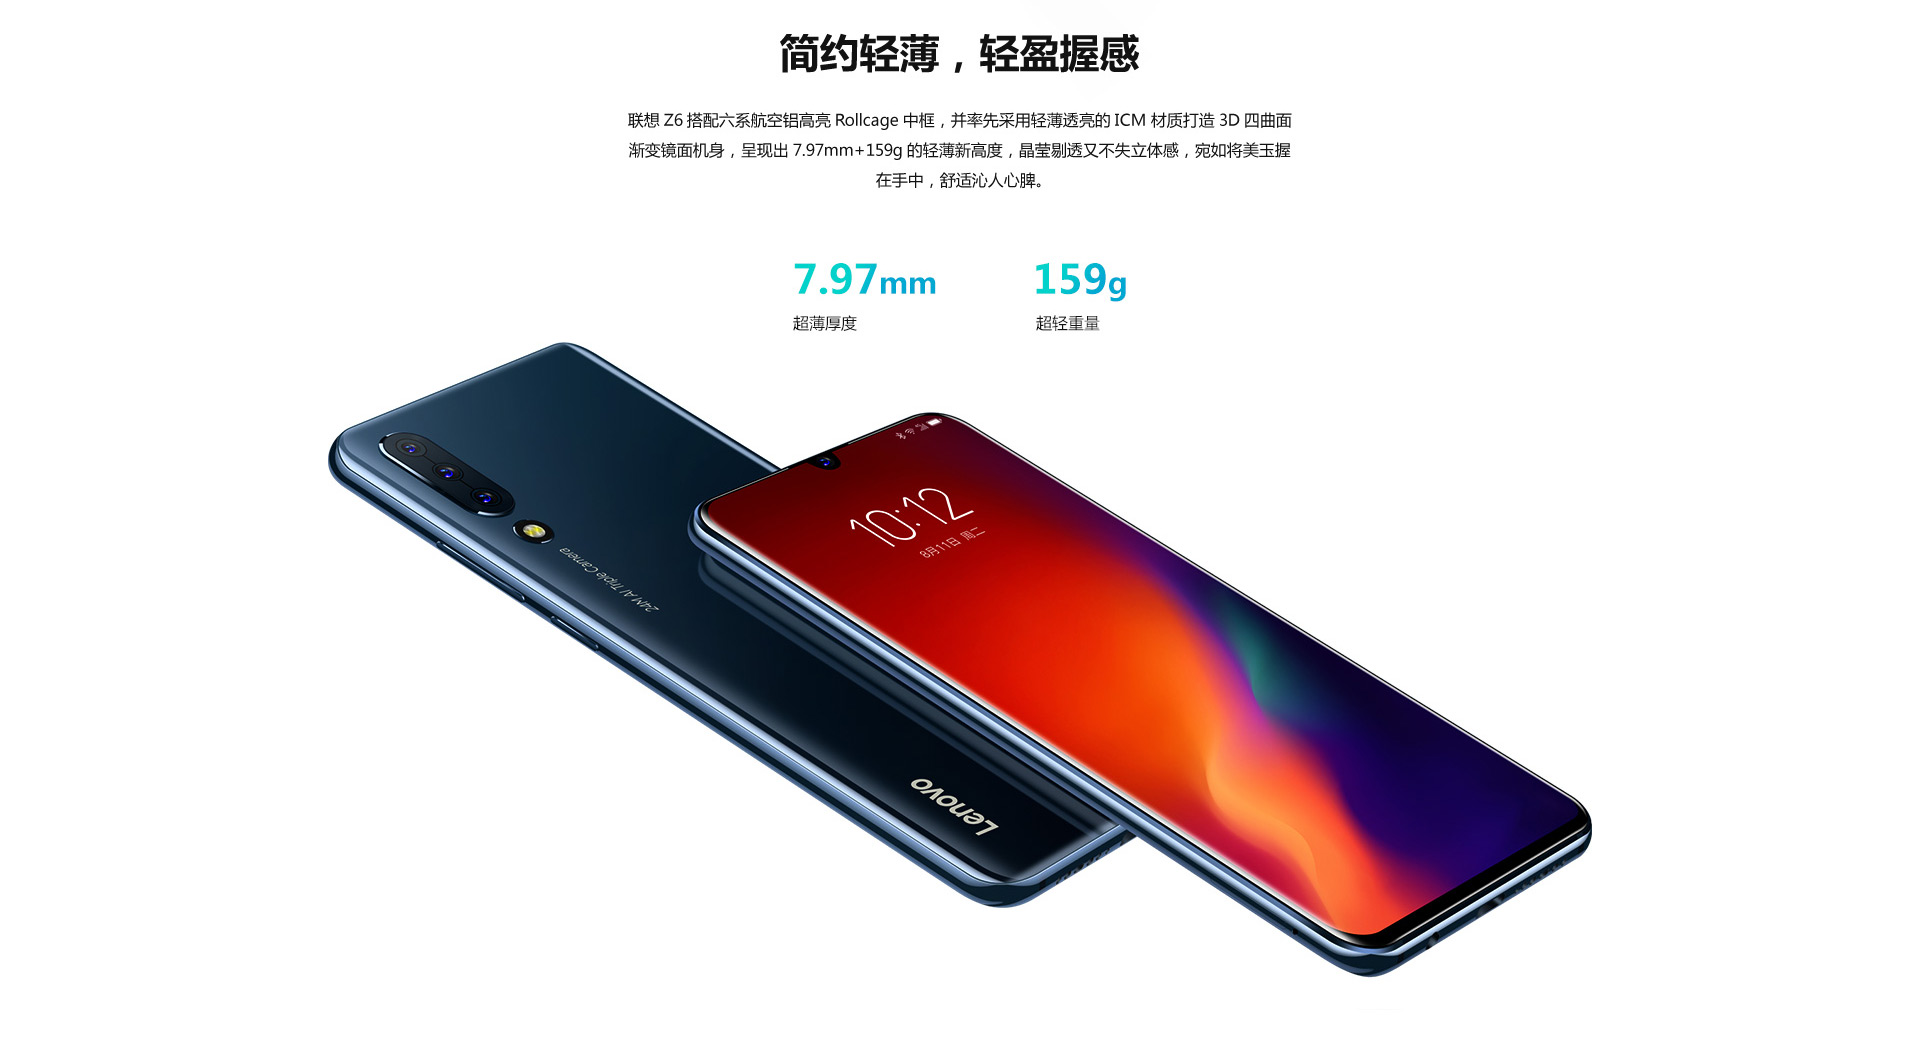 简约轻薄，轻盈握感
联想 Z6 搭配六系航空铝高亮 Rollcage 中框，并率先采用轻薄透亮的 ICM 材质打造 3D 四曲面
渐变镜面机身，呈现出 7.97mm+159g 的轻薄新高度，晶莹剔透又不失立体感，宛如将美玉握
在手中，舒适沁人心脾。
7.97mm
159g
超薄厚度
超轻重量
10:12
8月11日 周二
24M AI Triple Camera
Lenovo